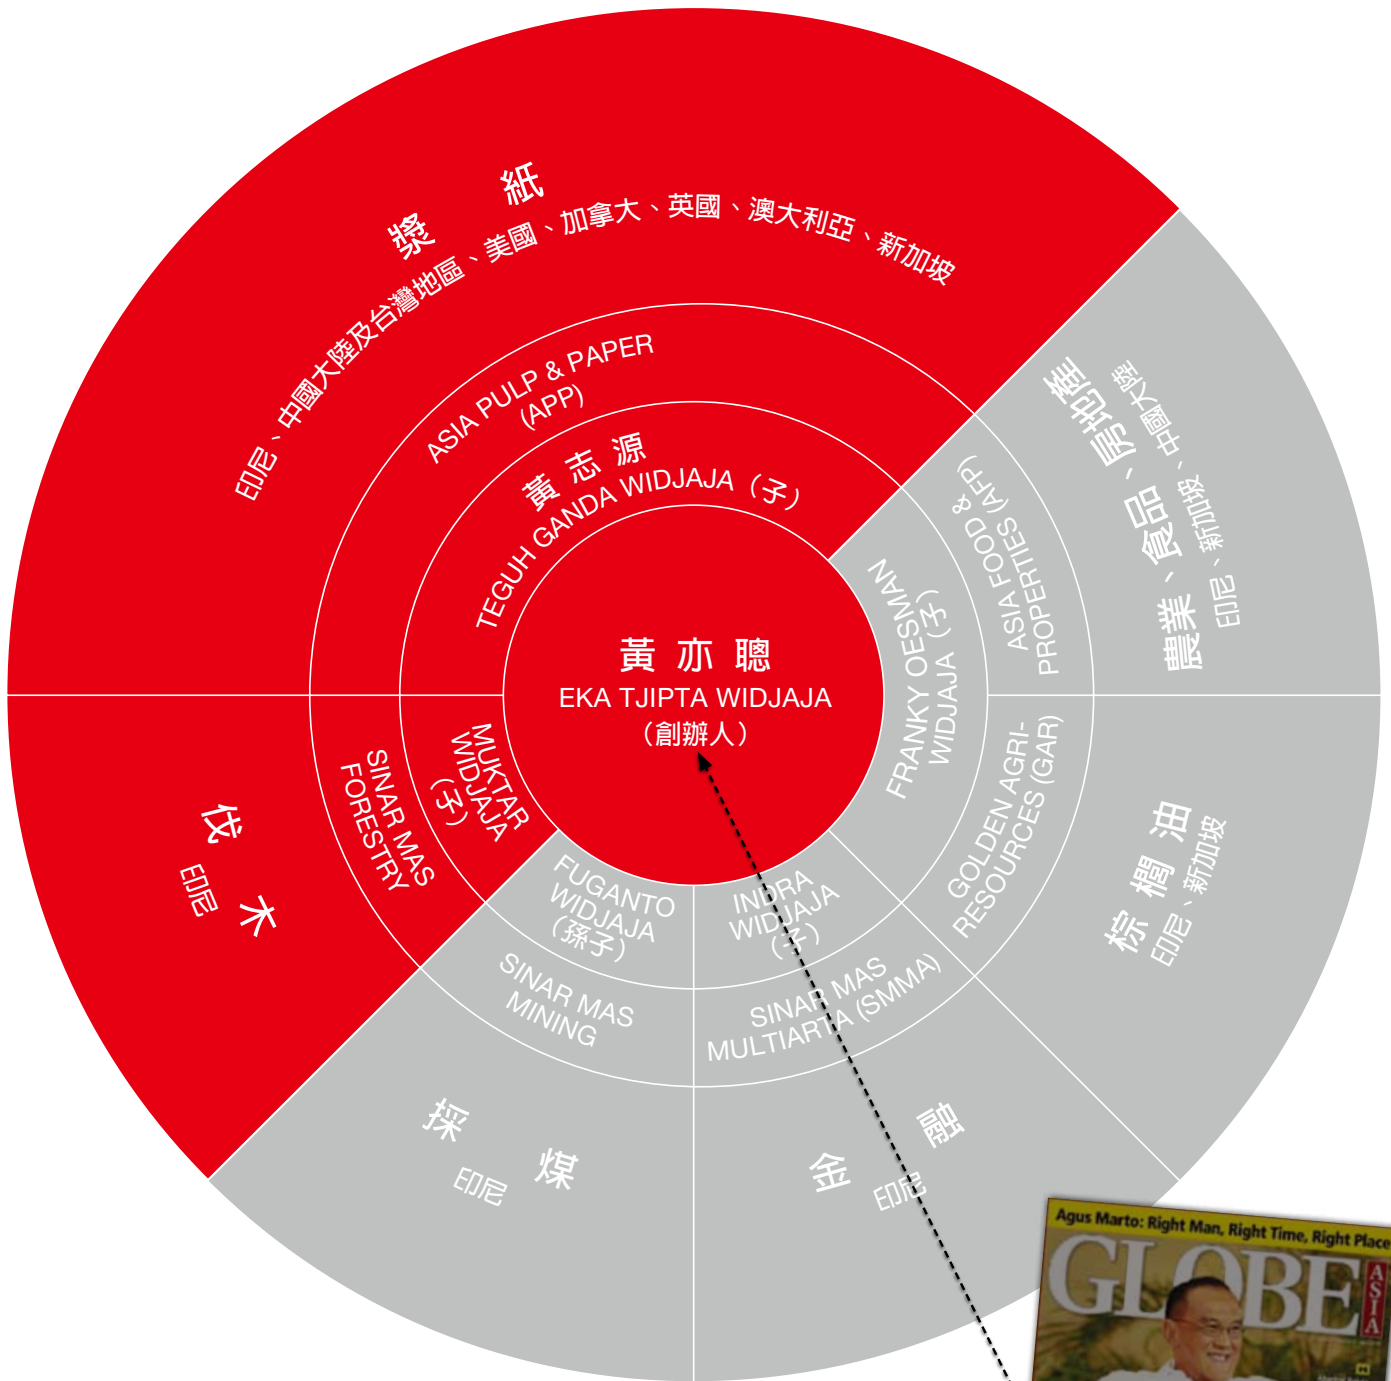 漿紙
印尼、中國大陸及台灣地區、美國、加拿大、英國、澳大利亞、新加坡
ASIA PULP & PAPER
(APP)
黃志源
TEGUH GANDA WIDJAJA（子）
農業、食品、房地產
印尼、新加坡、中國大陸
ASIA FOOD &
PROPERTIES (AFP)
FRANKY OESMAN
WIDJAJA（子）
黃亦聰
EKA TJIPTA WIDJAJA
（創辦人）
GOLDEN AGRI-
RESOURCES (GAR)
棕櫚油
印尼、新加坡
MUKTAR
WIDJAJA
（子）
SINAR MAS
FORESTRY
伐木
印尼
FUGANTO
WIDJAJA
（孫子）
SINAR MAS
MINING
採煤
印尼
INDRA
WIDJAJA
（子）
SINAR MAS
MULTIARTA (SMMA)
金融
印尼
Agus Marto: Right Man, Right Time, Right Place
GLOBE
ASIA